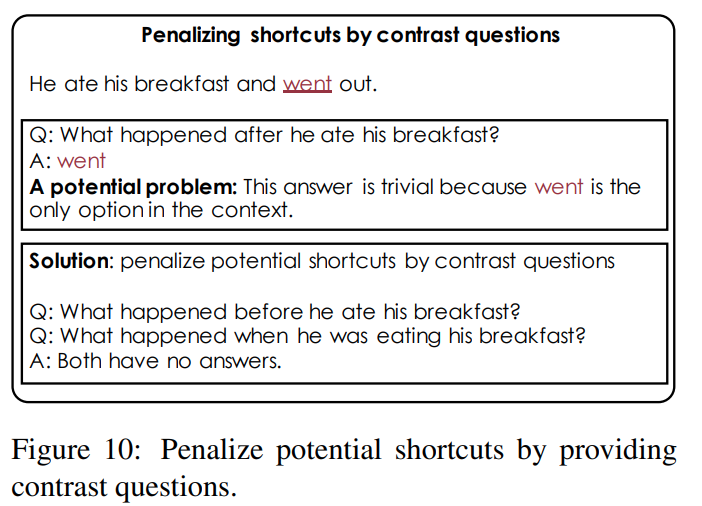 Penalizing shortcuts by contrast questions
He ate his breakfast and went out.
Q: What happened after he ate his breakfast?
A: went
A potential problem: This answer is trivial because went is the
only option in the context.
Solution: penalize potential shortcuts by contrast questions
Q: What happened before he ate his breakfast?
Q: What happened when he was eating his breakfast?
A: Both have no answers.
Figure 10: Penalize potential shortcuts by providing
contrast questions.